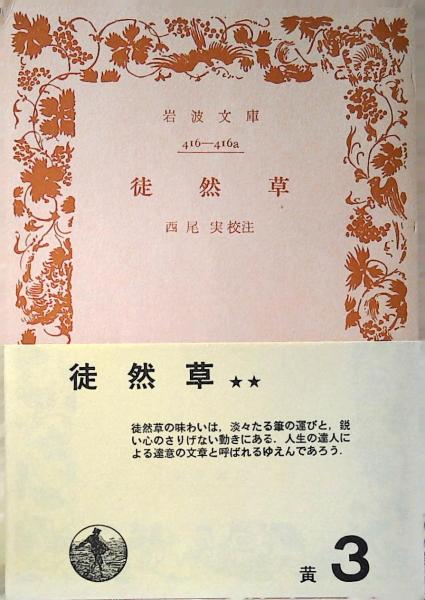 岩波文庫
416—416a
徒然草
西尾実校注
徒然草★★
徒然草の味わいは，淡々たる筆の運びと，鋭
い心のさりげない動きにある．人生の達人に
よる達意の文章と呼ばれるゆえんであろう．
黄 3